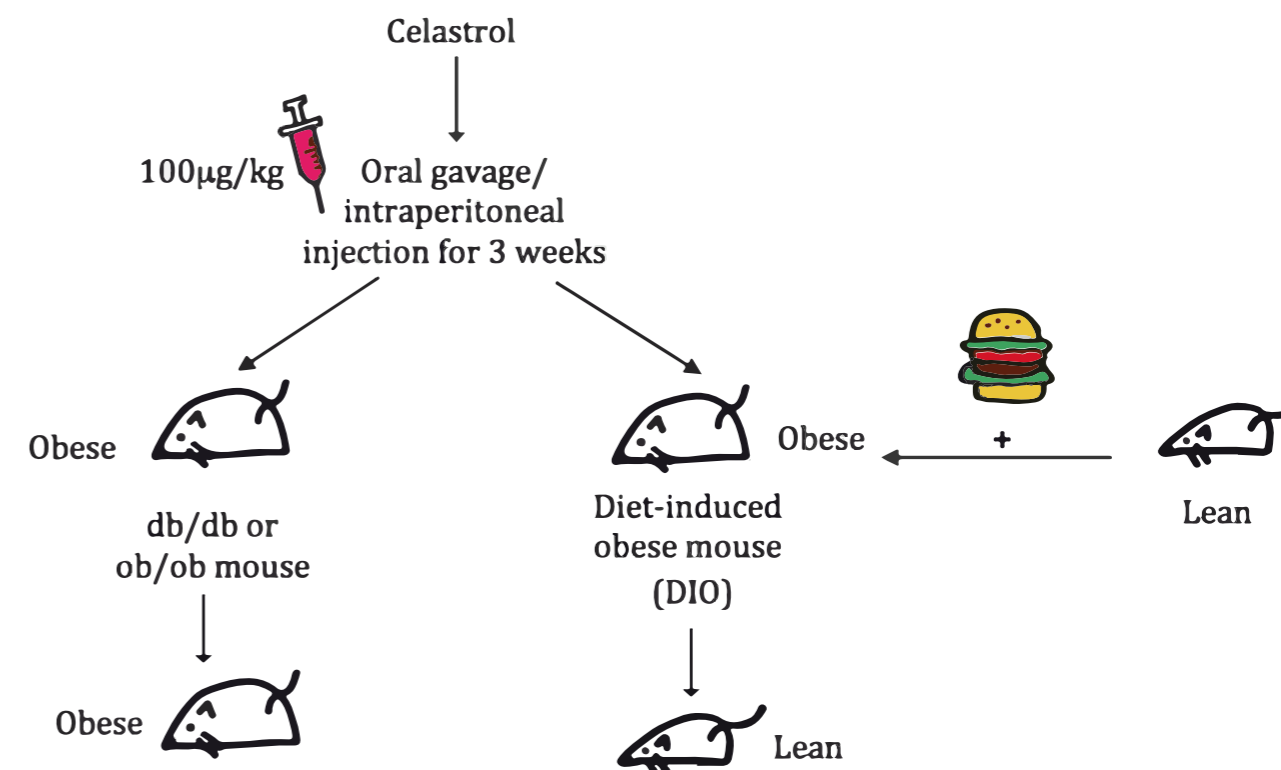 Celastrol
100µg/kg
Oral gavage/
intraperitoneal
injection for 3 weeks
Obese
db/db or
ob/ob mouse
Obese
Obese
Diet-induced
obese mouse
(DIO)
Lean
+
Lean